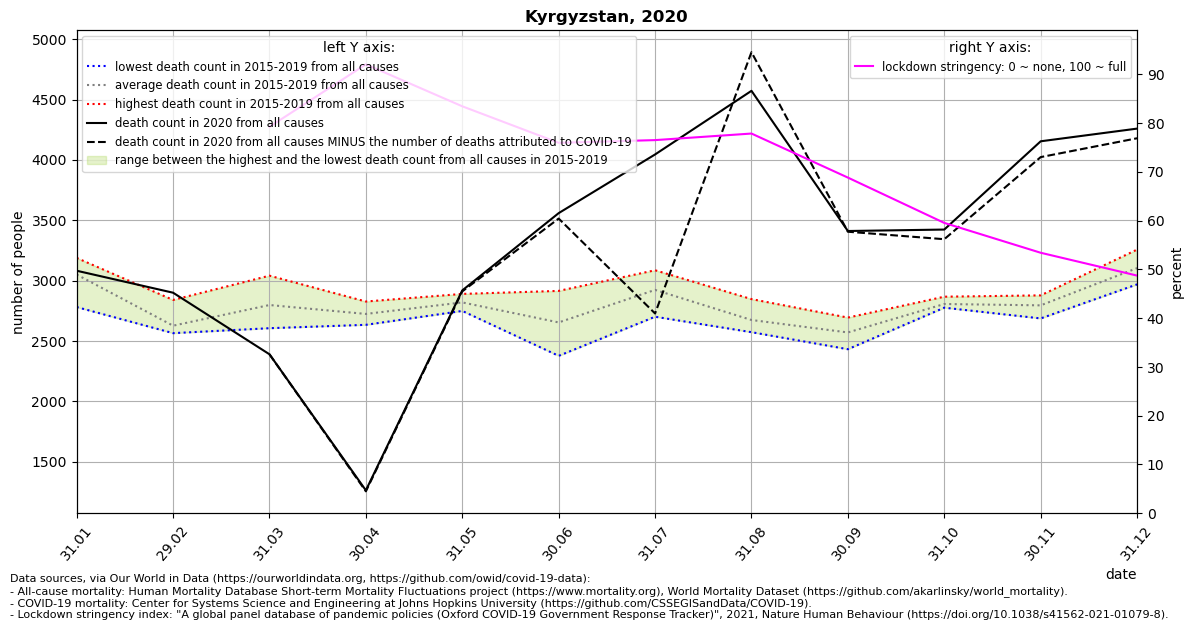 Kyrgyzstan, 2020
left Y axis:
lowest death count in 2015-2019 from all causes
average death count in 2015-2019 from all causes
highest death count in 2015-2019 from all causes
death count in 2020 from all causes
death count in 2020 from all causes MINUS the number of deaths attributed to COVID-19
range between the highest and the lowest death count from all causes in 2015-2019
right Y axis:
lockdown stringency: 0 ~ none, 100 ~ full
number of people
5000
4500
4000
3500
3000
2500
2000
1500
percent
90
80
70
60
50
40
30
20
10
0
31.01
29.02
31.03
30.04
31.05
30.06
31.07
31.08
30.09
31.10
30.11
31.12
date
Data sources, via Our World in Data (https://ourworldindata.org, https://github.com/owid/covid-19-data):
- All-cause mortality: Human Mortality Database Short-term Mortality Fluctuations project (https://www.mortality.org), World Mortality Dataset (https://github.com/akarlinsky/world_mortality).
- COVID-19 mortality: Center for Systems Science and Engineering at Johns Hopkins University (https://github.com/CSSEGISandData/COVID-19).
- Lockdown stringency index: "A global panel database of pandemic policies (Oxford COVID-19 Government Response Tracker)", 2021, Nature Human Behaviour (https://doi.org/10.1038/s41562-021-01079-8).